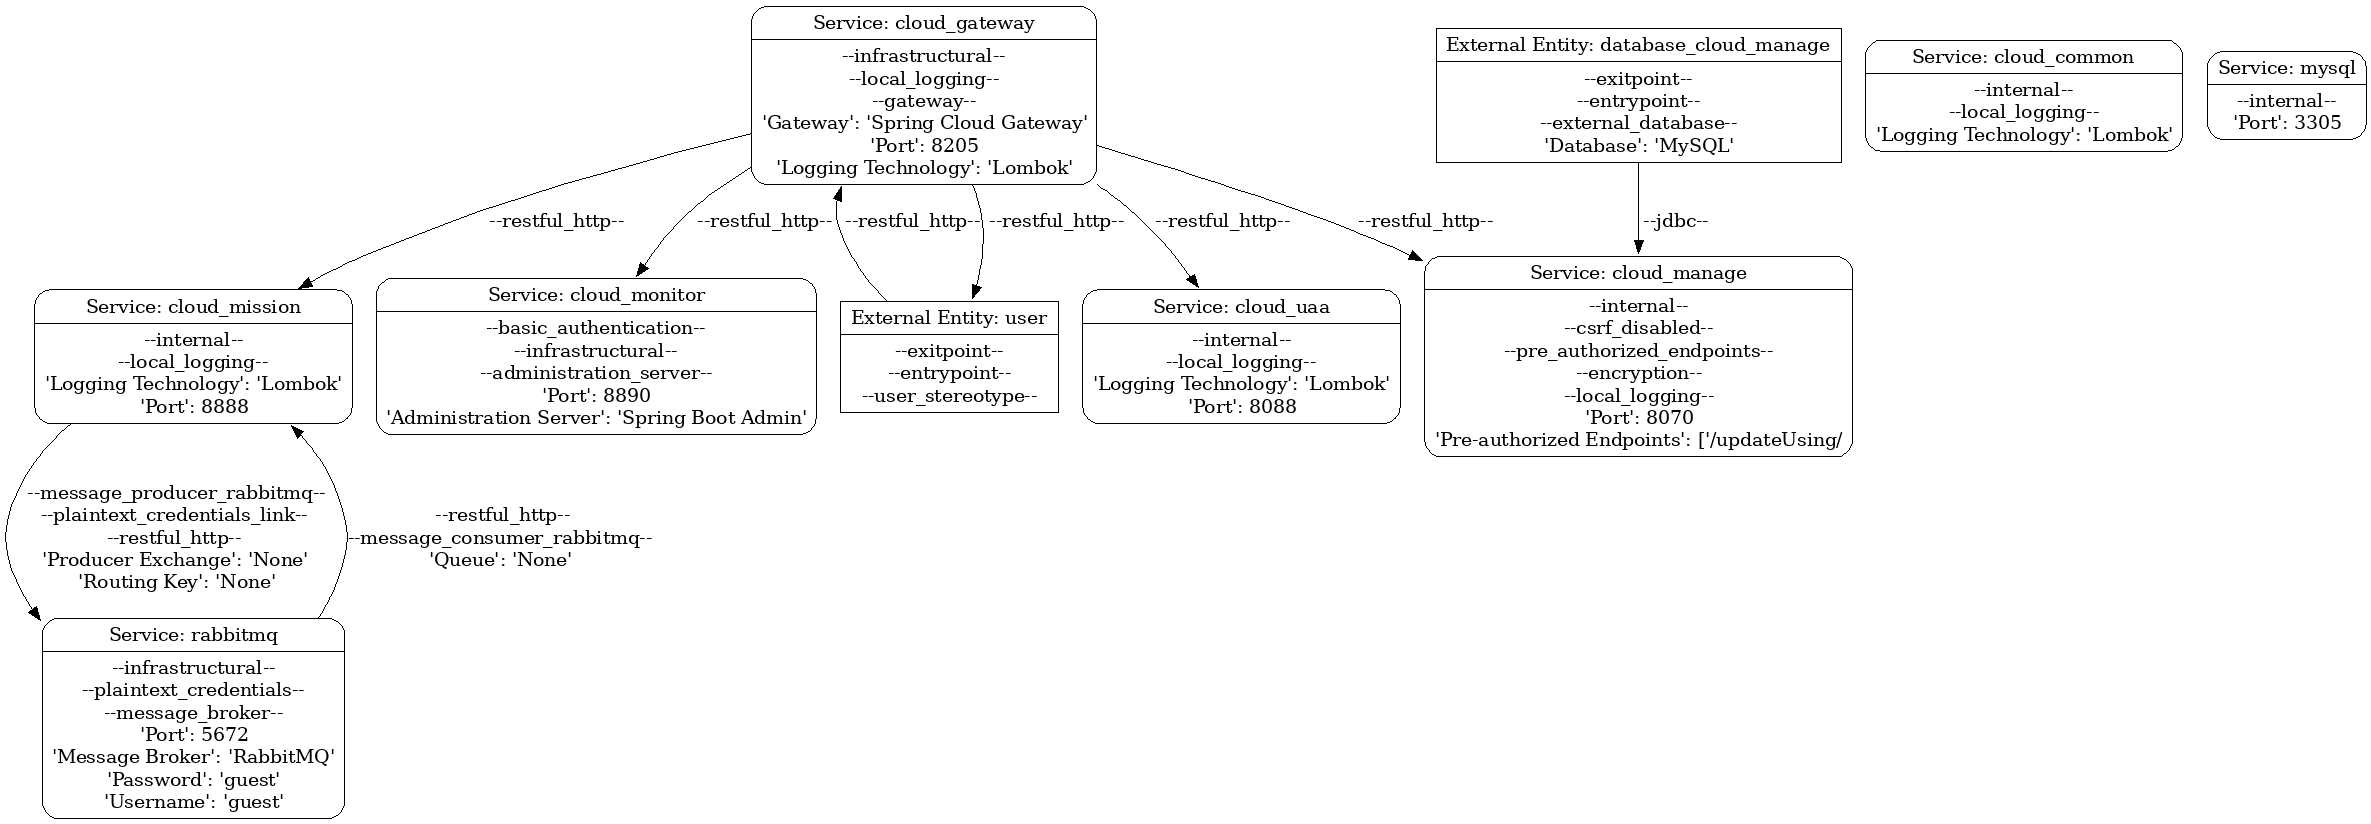 Service: cloud_gateway
--infrastructural--
--local_logging--
--gateway--
'Gateway': 'Spring Cloud Gateway'
'Port': 8205
'Logging Technology': 'Lombok'
External Entity: database_cloud_manage
--exitpoint--
--entrypoint--
--external_database--
'Database': 'MySQL'
Service: cloud_common
--internal--
--local_logging--
'Logging Technology': 'Lombok'
Service: mysql
--internal--
'Port': 3305
--restful_http--
--restful_http--
--restful_http--
--restful_http--
--restful_http--
--restful_http--
--jdbc--
Service: cloud_mission
--internal--
--local_logging--
'Logging Technology': 'Lombok'
'Port': 8888
Service: cloud_monitor
--basic_authentication--
--infrastructural--
--administration_server--
'Port': 8890
'Administration Server': 'Spring Boot Admin'
External Entity: user
--exitpoint--
--entrypoint--
--user_stereotype--
Service: cloud_uaa
--internal--
--local_logging--
'Logging Technology': 'Lombok'
'Port': 8088
Service: cloud_manage
--internal--
--csrf_disabled--
--pre_authorized_endpoints--
--encryption--
--local_logging--
'Port': 8070
'Pre-authorized Endpoints': ['/updateUsing/
--message_producer_rabbitmq--
--plaintext_credentials_link--
--restful_http--
'Producer Exchange': 'None'
'Routing Key': 'None'
--restful_http--
--message_consumer_rabbitmq--
'Queue': 'None'
Service: rabbitmq
--infrastructural--
--plaintext_credentials--
--message_broker--
'Port': 5672
'Message Broker': 'RabbitMQ'
'Password': 'guest'
'Username': 'guest'